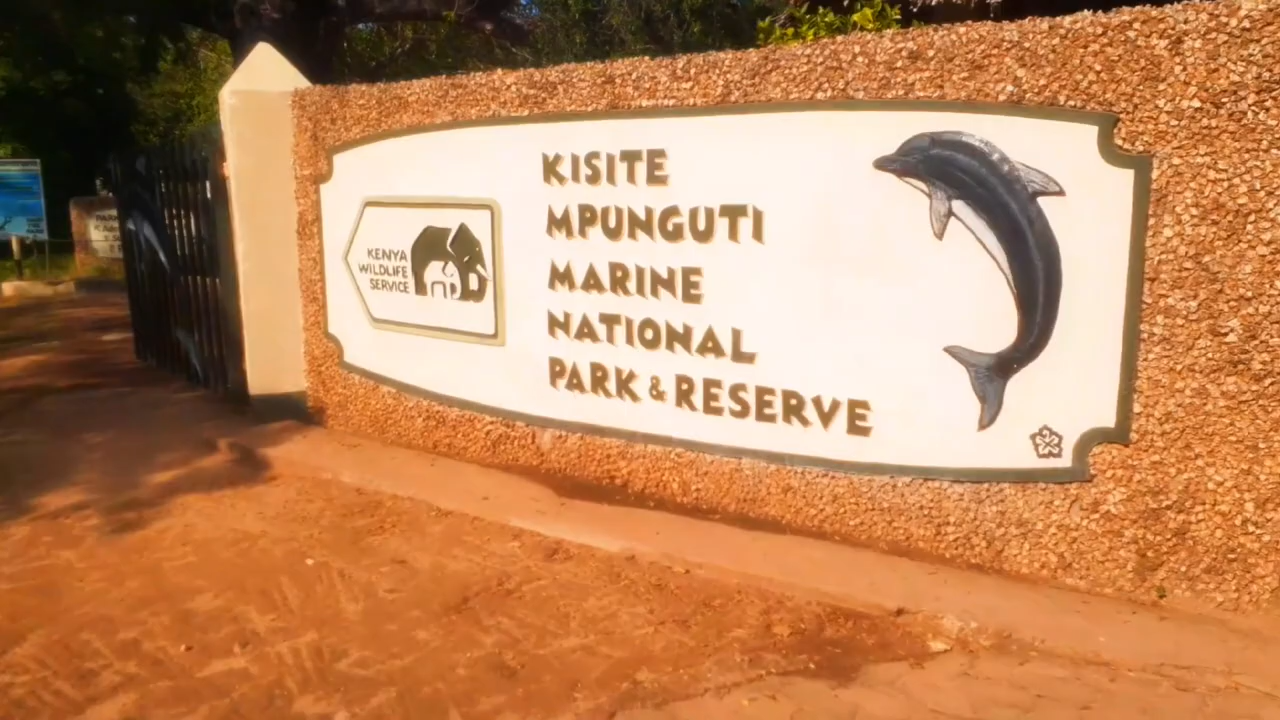 KENYA
WILDLIFE
SERVICE
KISITE
MPUNGUTI
MARINE
NATIONAL
PARK & RESERVE